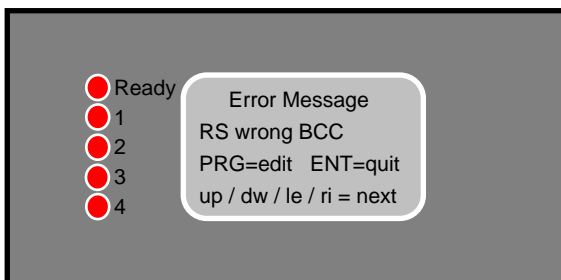 Ready
1
2
3
4
Error Message
RS wrong BCC
PRG=edit ENT=quit
up / dw / le / ri = next